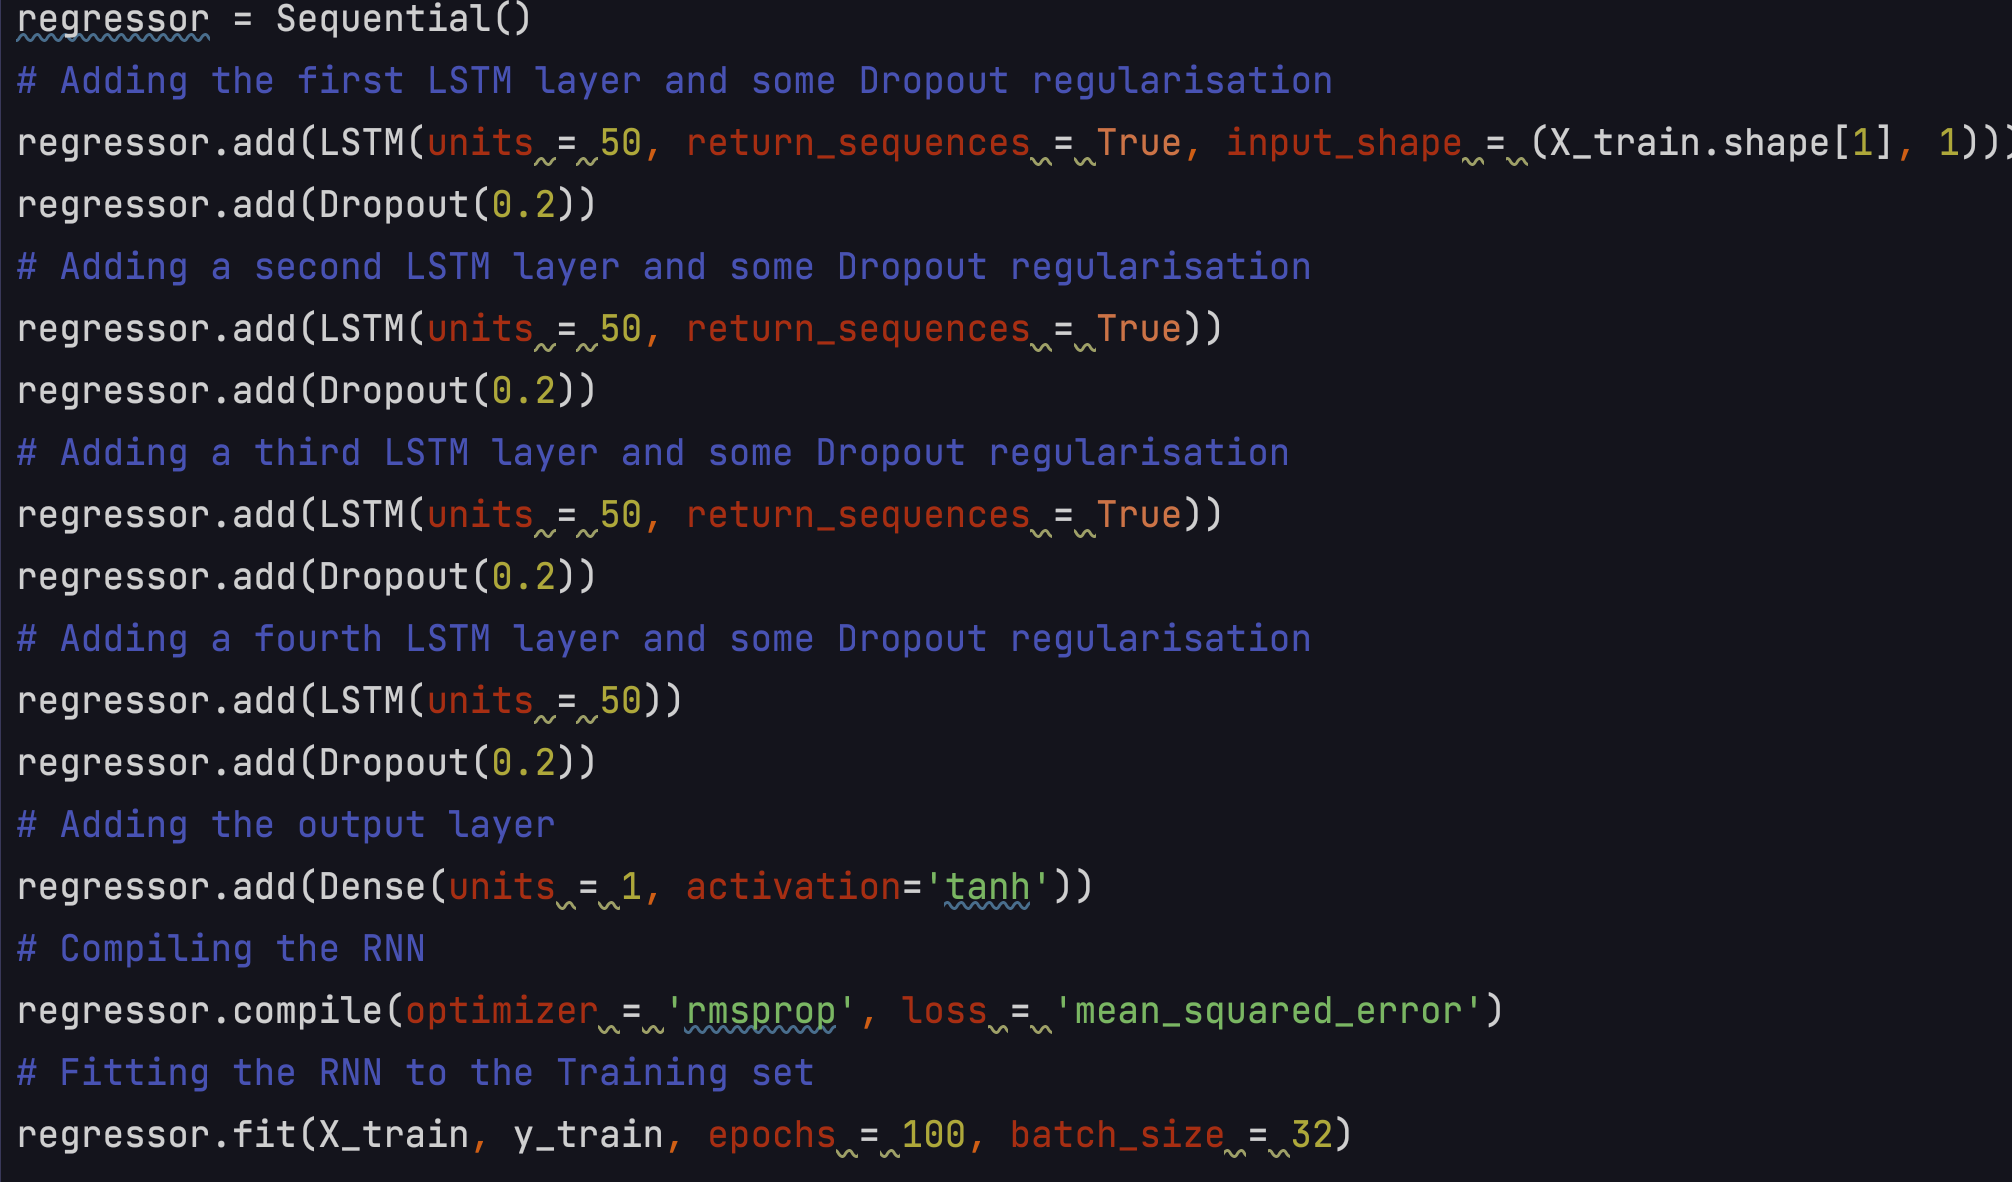 regressor = Sequential()
# Adding the first LSTM layer and some Dropout regularisation
regressor.add(LSTM(units = 50, return_sequences = True, input_shape = (X_train.shape[1], 1)))
regressor.add(Dropout(0.2))
# Adding a second LSTM layer and some Dropout regularisation
regressor.add(LSTM(units = 50, return_sequences = True))
regressor.add(Dropout(0.2))
# Adding a third LSTM layer and some Dropout regularisation
regressor.add(LSTM(units = 50, return_sequences = True))
regressor.add(Dropout(0.2))
# Adding a fourth LSTM layer and some Dropout regularisation
regressor.add(LSTM(units = 50))
regressor.add(Dropout(0.2))
# Adding the output layer
regressor.add(Dense(units = 1, activation='tanh'))
# Compiling the RNN
regressor.compile(optimizer = 'rmsprop', loss = 'mean_squared_error')
# Fitting the RNN to the Training set
regressor.fit(X_train, y_train, epochs = 100, batch_size = 32)